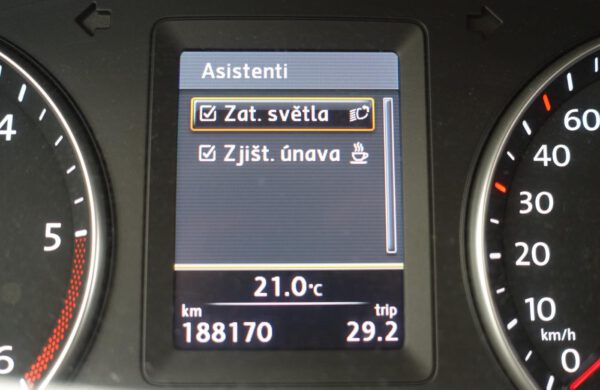 Asistenti
Zat. světla
Zjišt. únava
21.0°C
km trip
188170 29.2
4
5
6
60
40
30
20
10
km/h
0